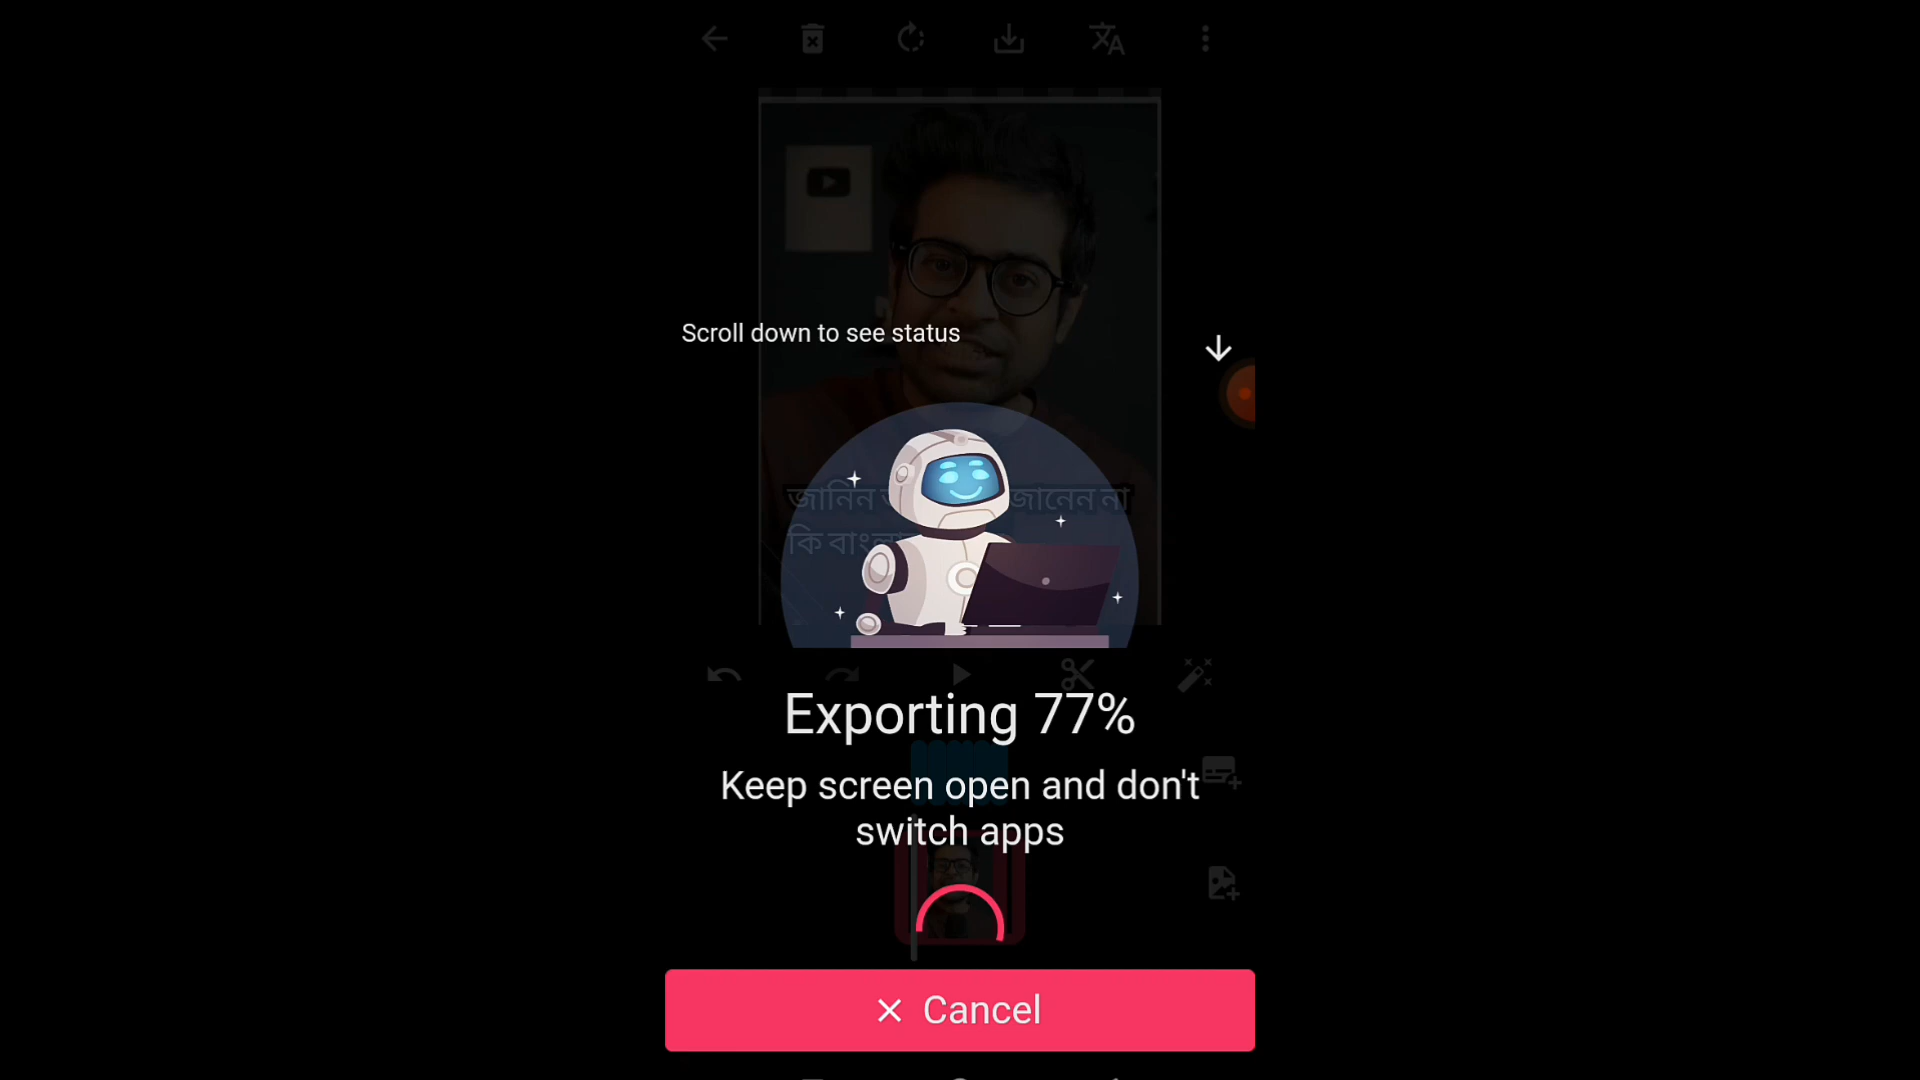 Scroll down to see status
জানিন জানেন না
কি
Exporting 77%
Keep screen open and don't
switch apps
Cancel